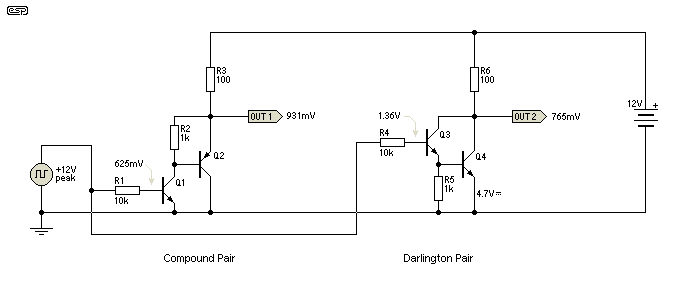 esp
R3
100
R6
100
OUT 1
931mV
OUT 2
765mV
12V
+
R2
1k
1.36V
R4
10k
Q3
Q2
Q4
+12V
peak
625mV
R1
10k
Q1
R5
1k
4.7V=
Compound Pair
Darlington Pair